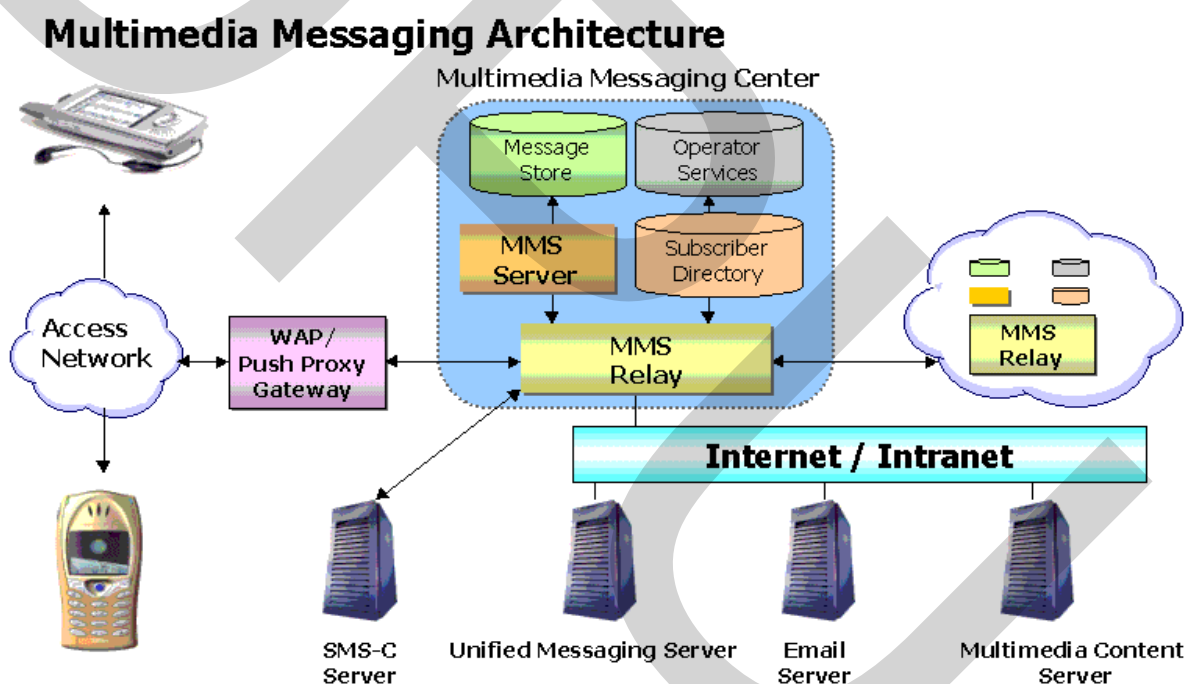 Multimedia Messaging Architecture
Multimedia Messaging Center
Message
Store
Operator
Services
MMS
Server
Subscriber
Directory
Access
Network
WAP/
Push Proxy
Gateway
MMS
Relay
MMS
Relay
Internet / Intranet
SMS-C
Server
Unified Messaging Server
Email
Server
Multimedia Content
Server